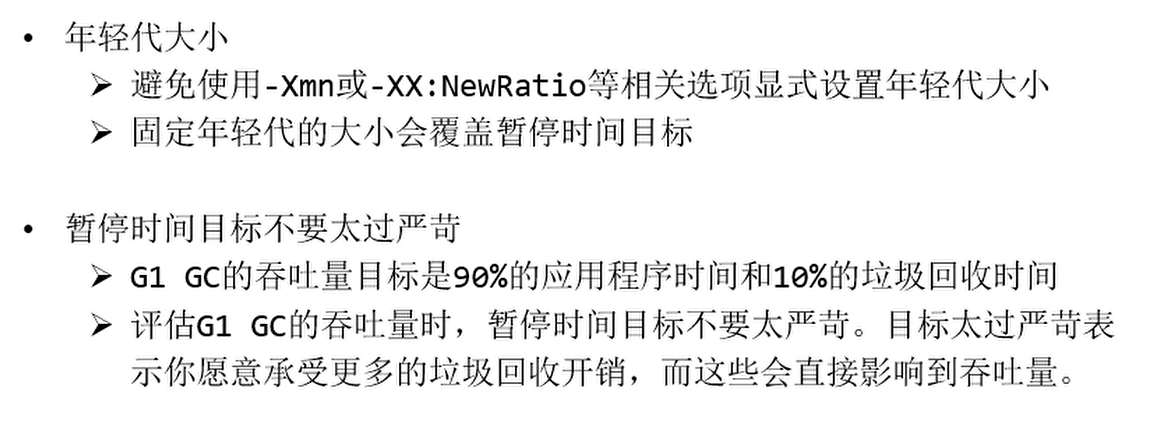 • 年轻代大小
➢ 避免使用-Xmn或-XX:NewRatio等相关选项显式设置年轻代大小
➢ 固定年轻代的大小会覆盖暂停时间目标
• 暂停时间目标不要太过严苛
➢ G1 GC的吞吐量目标是90%的应用程序时间和10%的垃圾回收时间
➢ 评估G1 GC的吞吐量时，暂停时间目标不要太严苛。目标太过严苛表
示你愿意承受更多的垃圾回收开销，而这些会直接影响到吞吐量。